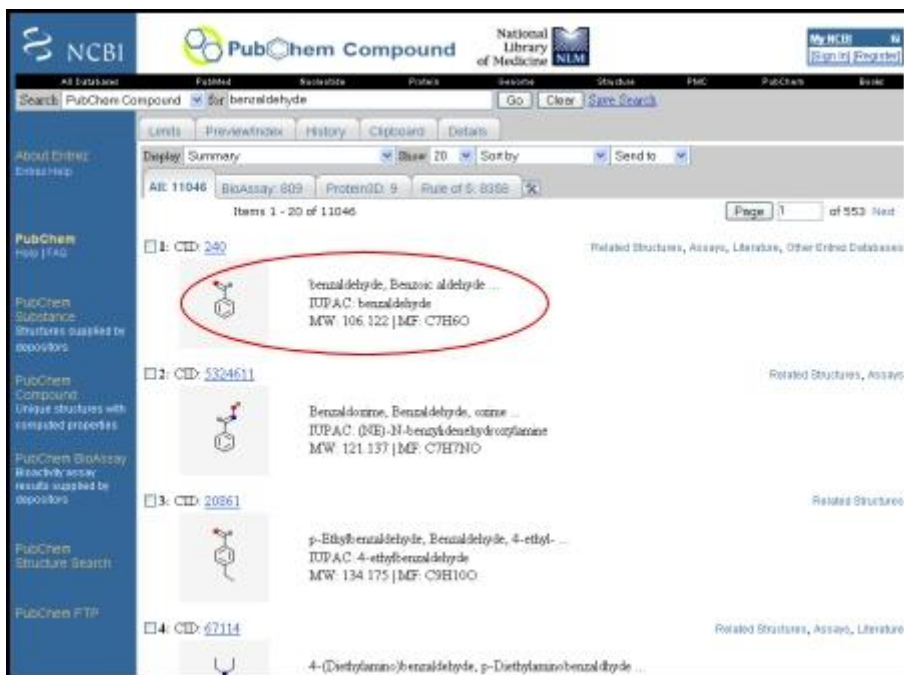 NCBI
PubChem Compound
National
Library
of Medicine NLM
My NCBI
[Sign In] [Register]
All Databases PubMed Nucleotide Protein Genome Structure PMC PubChem Books
Search PubChem Compound for benzaldehyde Go Clear Save Search
Limits Preview/Index History Clipboard Details
About Entrez
Display Summary Show 20 Sort by Send to
Entrez Help
All: 11046 BioAssay: 809 Protein3D: 9 Rule of 5: 8358
Items 1 - 20 of 11046 Page 1 of 553 Next
PubChem
Help | FAQ
1: CID: 240 Related Structures, Assays, Literature, Other Entrez Databases
benzaldehyde, Benzoic aldehyde ...
IUPAC: benzaldehyde
MW: 106.122 | MF: C7H6O
PubChem
Substance
Structures supplied by
depositors
2: CID: 5324611 Related Structures, Assays
Benzaldoxime, Benzaldehyde, oxime ...
IUPAC: (NE)-N-benzylidenehydroxylamine
MW: 121.137 | MF: C7H7NO
PubChem
Compound
Unique structures with
computed properties
PubChem BioAssay
Bioactivity assay
results supplied by
depositors
3: CID: 20861 Related Structures
p-Ethylbenzaldehyde, Benzaldehyde, 4-ethyl- ...
IUPAC: 4-ethylbenzaldehyde
MW: 134.175 | MF: C9H10O
PubChem
Structure Search
PubChem FTP
4: CID: 67114 Related Structures, Assays, Literature
4-(Diethylamino)benzaldehyde, p-Diethylaminobenzaldhyde ...